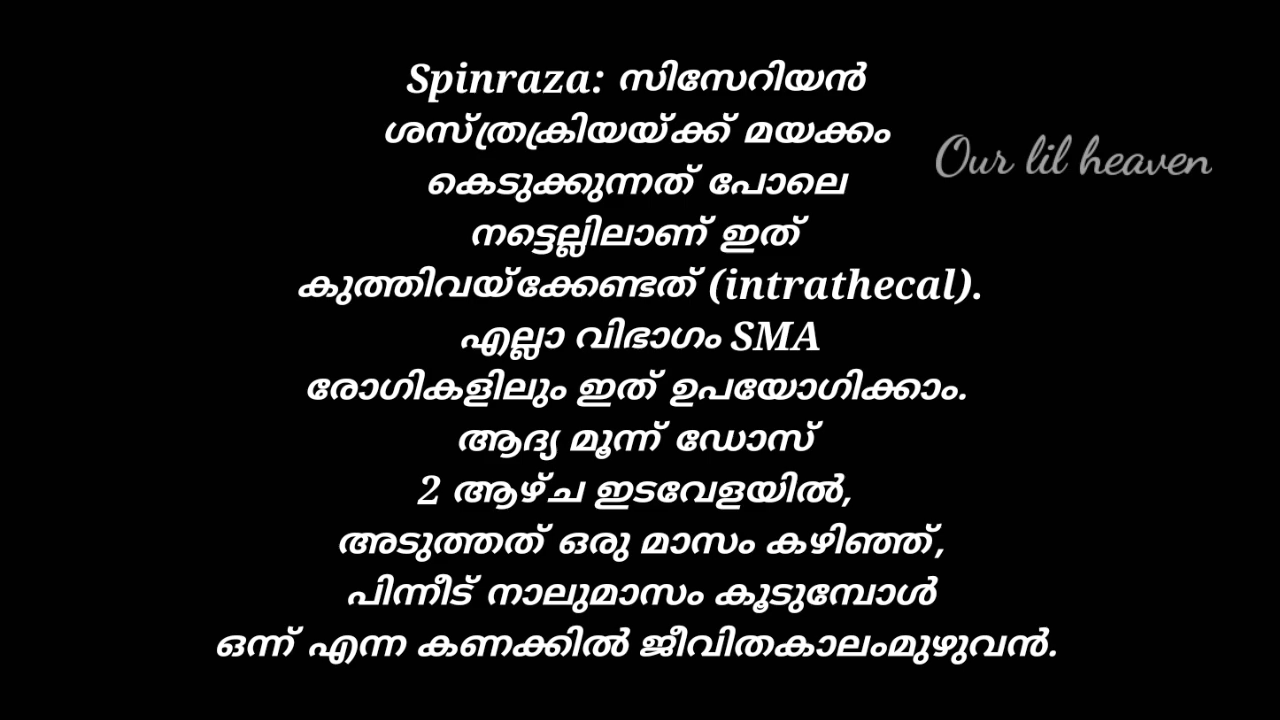 Spinraza: സിസേറിയൻ
ശസ്ത്രക്രിയയ്ക്ക് മയക്കം
Our lil heaven
കെടുക്കുന്നത് പോലെ
നട്ടെല്ലിലാണ് ഇത്
കുത്തിവയ്ക്കേണ്ടത് (intrathecal).
എല്ലാ വിഭാഗം SMA
രോഗികളിലും ഇത് ഉപയോഗിക്കാം.
ആദ്യ മൂന്ന് ഡോസ്
2 ആഴ്ച ഇടവേളയിൽ,
അടുത്തത് ഒരു മാസം കഴിഞ്ഞ്,
പിന്നീട് നാലുമാസം കൂടുമ്പോൾ
ഒന്ന് എന്ന കണക്കിൽ ജീവിതകാലംമുഴുവൻ.